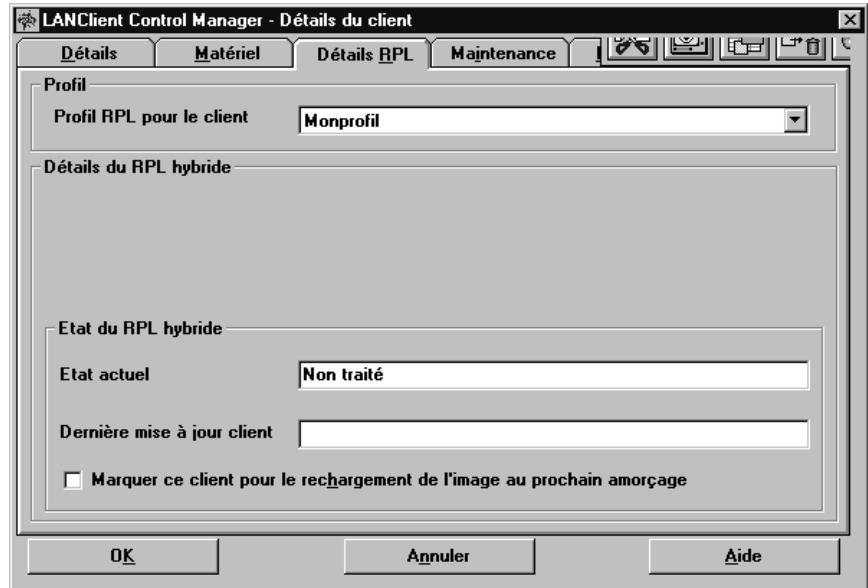 LANClient Control Manager - Détails du client
Détails
Matériel
Détails RPL
Maintenance
Profil
Profil RPL pour le client
Monprofil
Détails du RPL hybride
Etat du RPL hybride
Etat actuel
Non traité
Dernière mise à jour client
Marquer ce client pour le rechargement de l'image au prochain amorçage
OK
Annuler
Aide